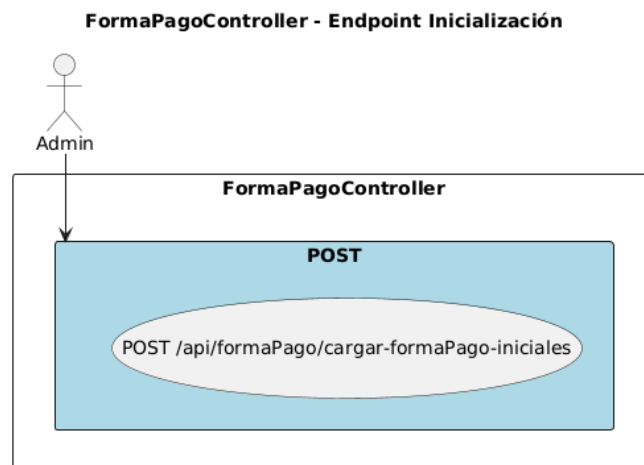 FormaPagoController - Endpoint Inicialización
Admin
FormaPagoController
POST
POST /api/formaPago/cargar-formaPago-iniciales